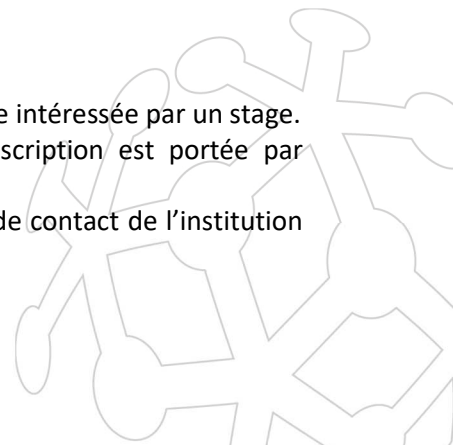 e intéressée par un stage.
scription est portée par
de contact de l’institution